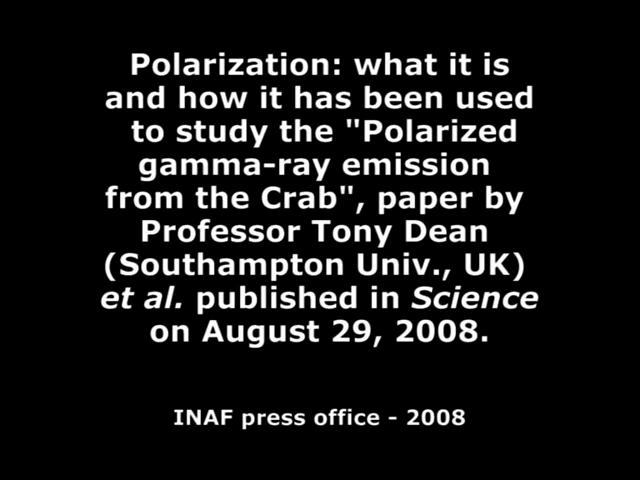 Polarization: what it is
and how it has been used
to study the "Polarized
gamma-ray emission
from the Crab", paper by
Professor Tony Dean
(Southampton Univ., UK)
et al. published in Science
on August 29, 2008.
INAF press office - 2008